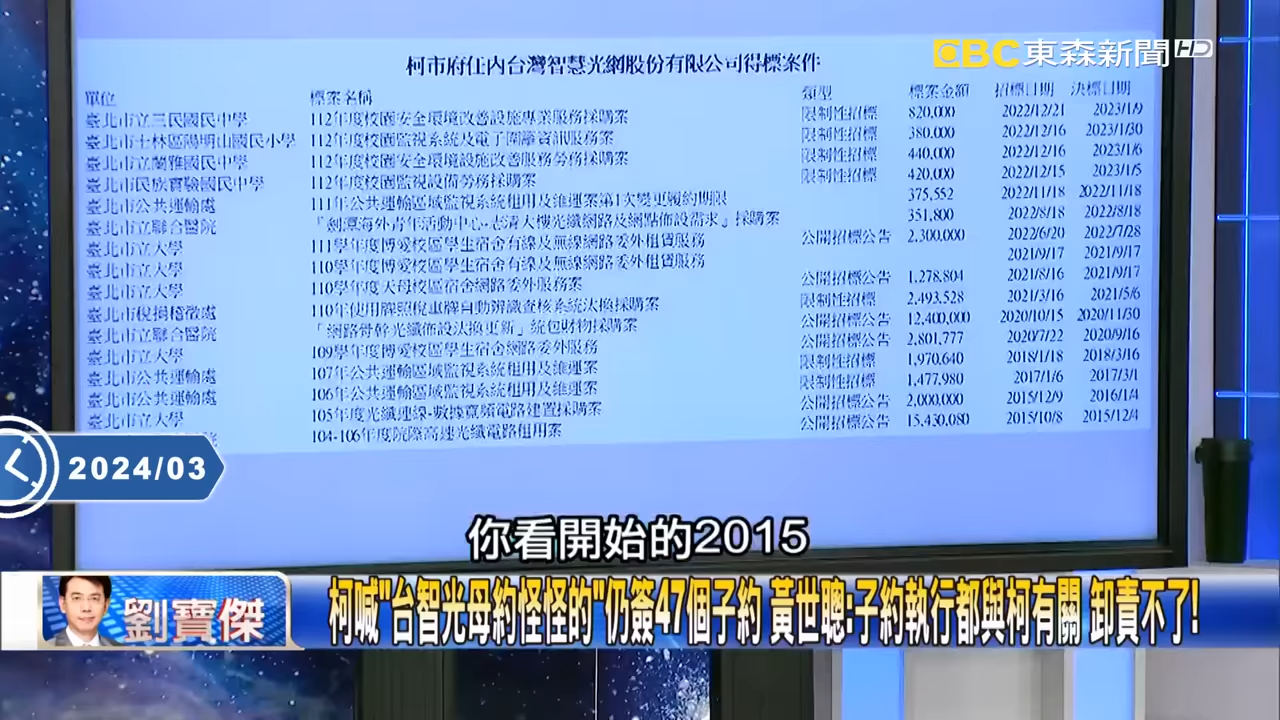 EBC東森新聞HD
柯市府任內台灣智慧光網股份有限公司得標案件
單位 標案名稱 類型 標案金額 招標日期 決標日期
臺北市立三民國民中學 112年度校園安全環境改善設施專業服務採購案 限制性招標 820,000 2022/12/21 2023/1/9
臺北市士林區陽明山國民小學 112年度校園監視系統及電子圍籬資訊服務案 限制性招標 380,000 2022/12/16 2023/1/30
臺北市立蘭雅國民中學 112年度校園安全環境設施改善服務勞務採購案 限制性招標 440,000 2022/12/16 2023/1/6
臺北市民族實驗國民中學 112年度校園監視設備勞務採購案 限制性招標 420,000 2022/12/15 2023/1/5
臺北市公共運輸處 111年公共運輸區域監視系統租用及維運案第1次變更履約期限 375,552 2022/11/18 2022/11/18
臺北市立聯合醫院 「劍潭海外青年活動中心-志清大樓光纖網路及網點佈設需求」採購案 351,800 2022/8/18 2022/8/18
臺北市立大學 111學年度博愛校區學生宿舍有線及無線網路委外租賃服務 公開招標公告 2,300,000 2022/6/20 2022/7/28
臺北市立大學 110學年度博愛校區學生宿舍有線及無線網路委外租賃服務 2021/9/17 2021/9/17
臺北市立大學 110學年度天母校區宿舍網路委外服務案 公開招標公告 1,278,804 2021/8/16 2021/9/17
臺北市稅捐稽徵處 110年使用牌照稅車牌自動辨識查核系統汰換採購案 限制性招標 2,493,528 2021/3/16 2021/5/6
臺北市立聯合醫院 「網路骨幹光纖佈設汰換更新」統包財物採購案 公開招標公告 12,400,000 2020/10/15 2020/11/30
臺北市立大學 109學年度博愛校區學生宿舍網路委外服務 公開招標公告 2,801,777 2020/7/22 2020/9/16
臺北市公共運輸處 107年公共運輸區域監視系統租用及維運案 限制性招標 1,970,640 2018/1/18 2018/3/16
臺北市公共運輸處 106年公共運輸區域監視系統租用及維運案 限制性招標 1,477,980 2017/1/6 2017/3/1
臺北市立大學 105年度光纖連線-數據寬頻電路建置採購案 公開招標公告 2,000,000 2015/12/9 2016/1/4
104-106年度院際高速光纖電路租用案 公開招標公告 15,430,080 2015/10/8 2015/12/4
2024/03
你看開始的2015
劉寶傑
柯喊"台智光母約怪怪的"仍簽47個子約 黃世聰:子約執行都與柯有關 卸責不了!